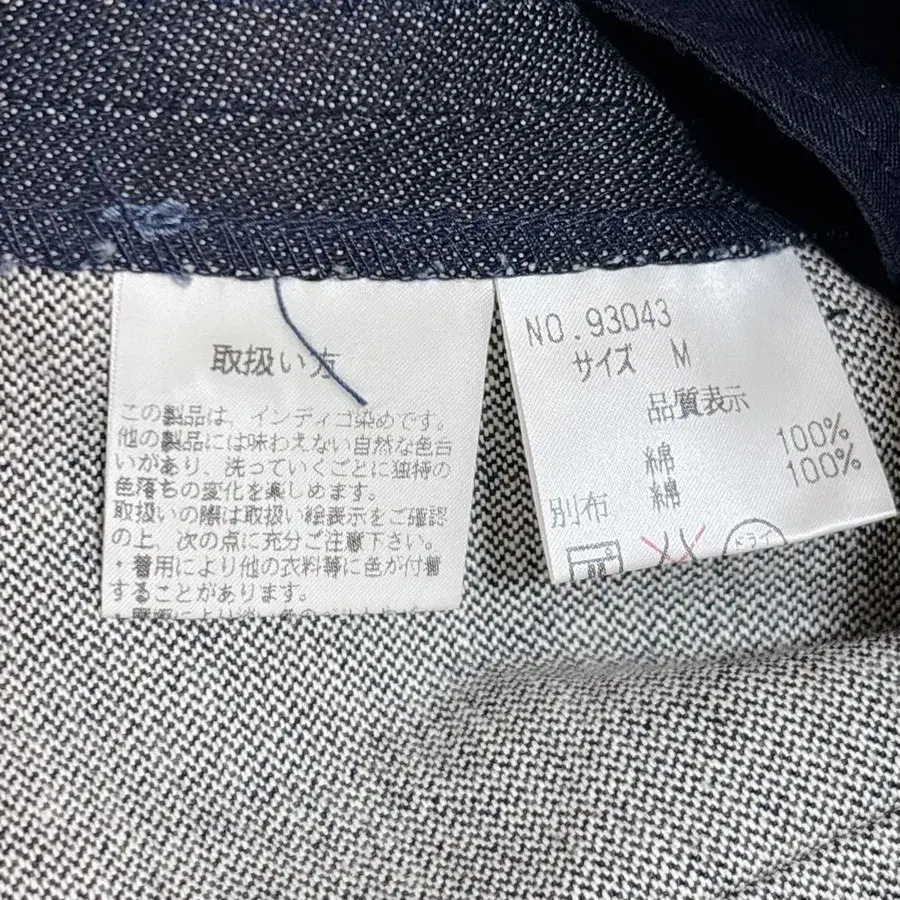 取扱い方
この製品は、インディゴ染めです。
他の製品には味わえない自然な色合
いがあり、洗っていくごとに独特の
色落ちの変化を楽しめます。
取扱いの際は取扱い絵表示をご確認
の上、次の点に充分ご注意下さい。
・着用により他の衣料等に色が付着
することがあります。
NO.93043
サイズ M
品質表示
綿 100%
別布 綿 100%
ドライ